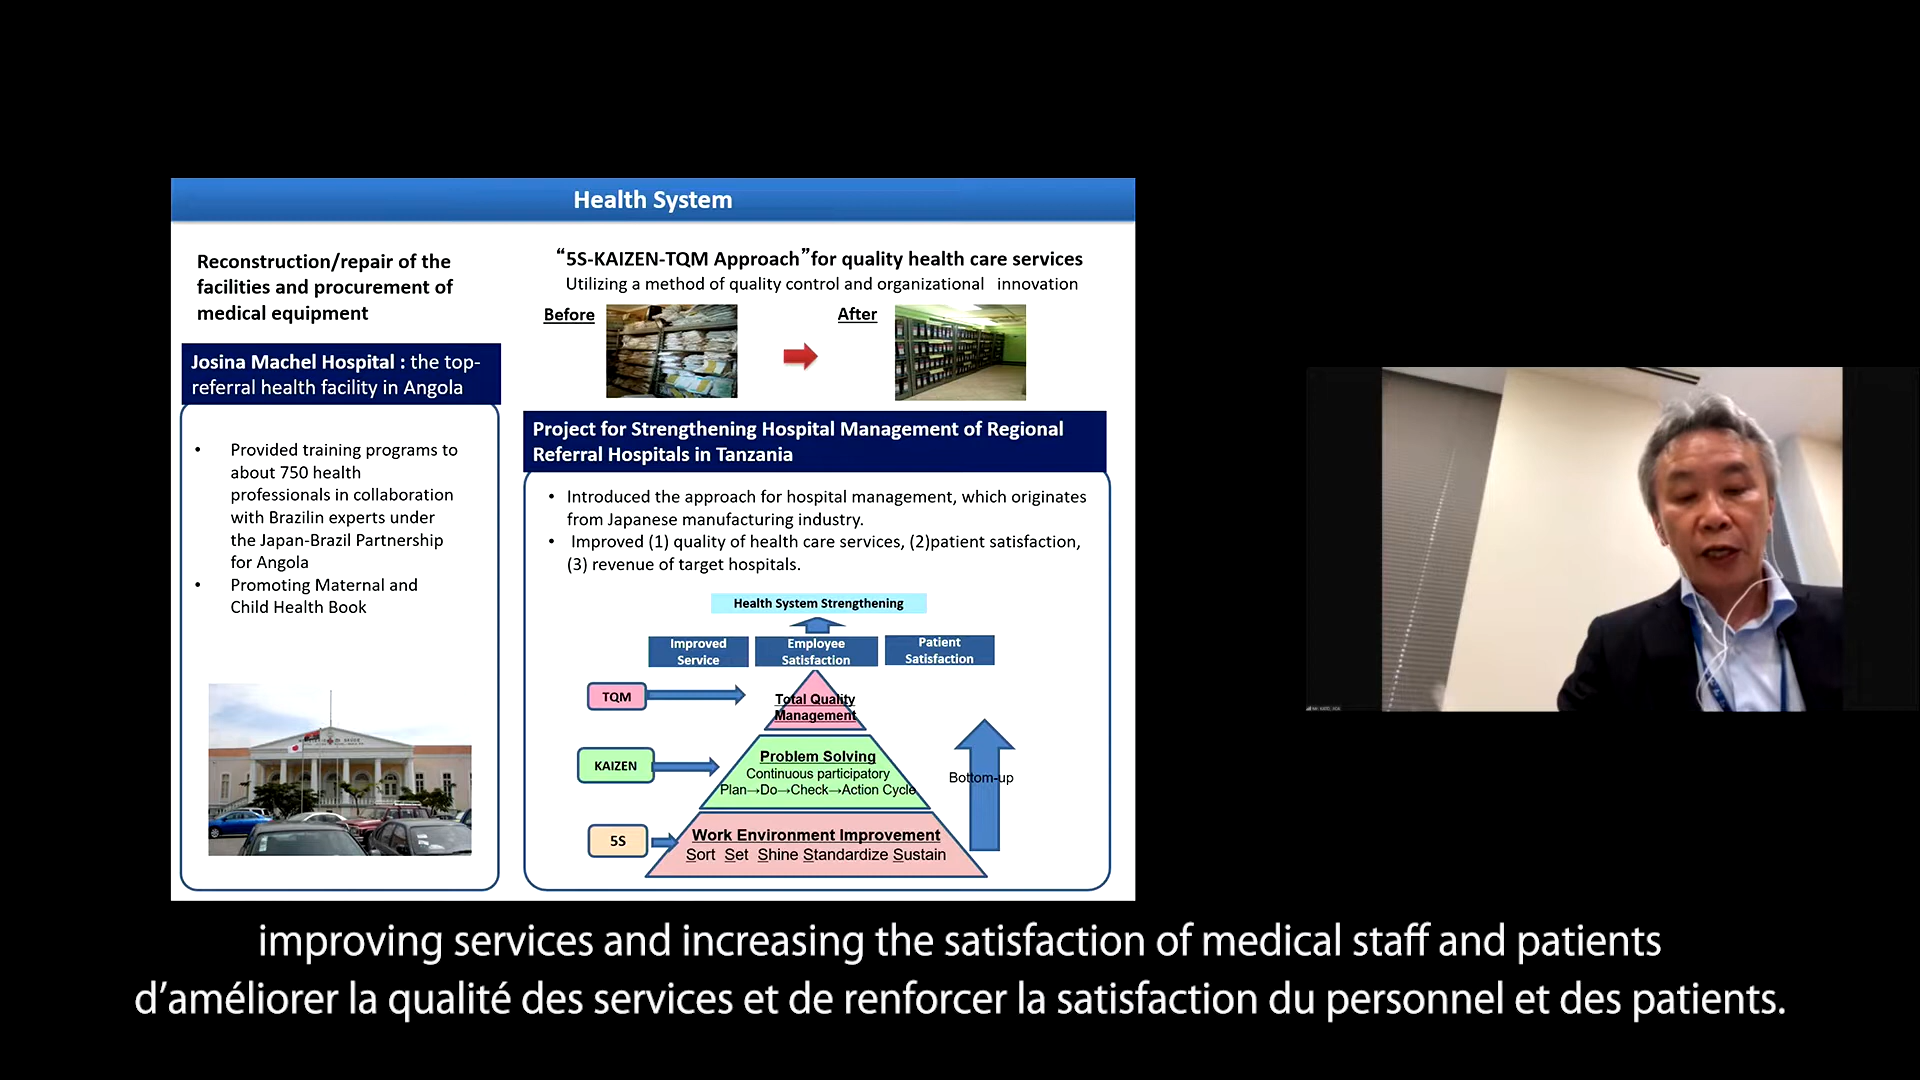 Health System
Reconstruction/repair of the
facilities and procurement of
medical equipment
Josina Machel Hospital : the top-
referral health facility in Angola
• Provided training programs to
about 750 health
professionals in collaboration
with Brazilin experts under
the Japan-Brazil Partnership
for Angola
• Promoting Maternal and
Child Health Book
“5S-KAIZEN-TQM Approach”for quality health care services
Utilizing a method of quality control and organizational innovation
Before
After
Project for Strengthening Hospital Management of Regional
Referral Hospitals in Tanzania
• Introduced the approach for hospital management, which originates
from Japanese manufacturing industry.
• Improved (1) quality of health care services, (2)patient satisfaction,
(3) revenue of target hospitals.
Health System Strengthening
Improved
Service
Employee
Satisfaction
Patient
Satisfaction
TQM
Total Quality
Management
KAIZEN
Problem Solving
Continuous participatory
Plan→Do→Check→Action Cycle
Bottom-up
5S
Work Environment Improvement
Sort Set Shine Standardize Sustain
improving services and increasing the satisfaction of medical staff and patients
d’améliorer la qualité des services et de renforcer la satisfaction du personnel et des patients.